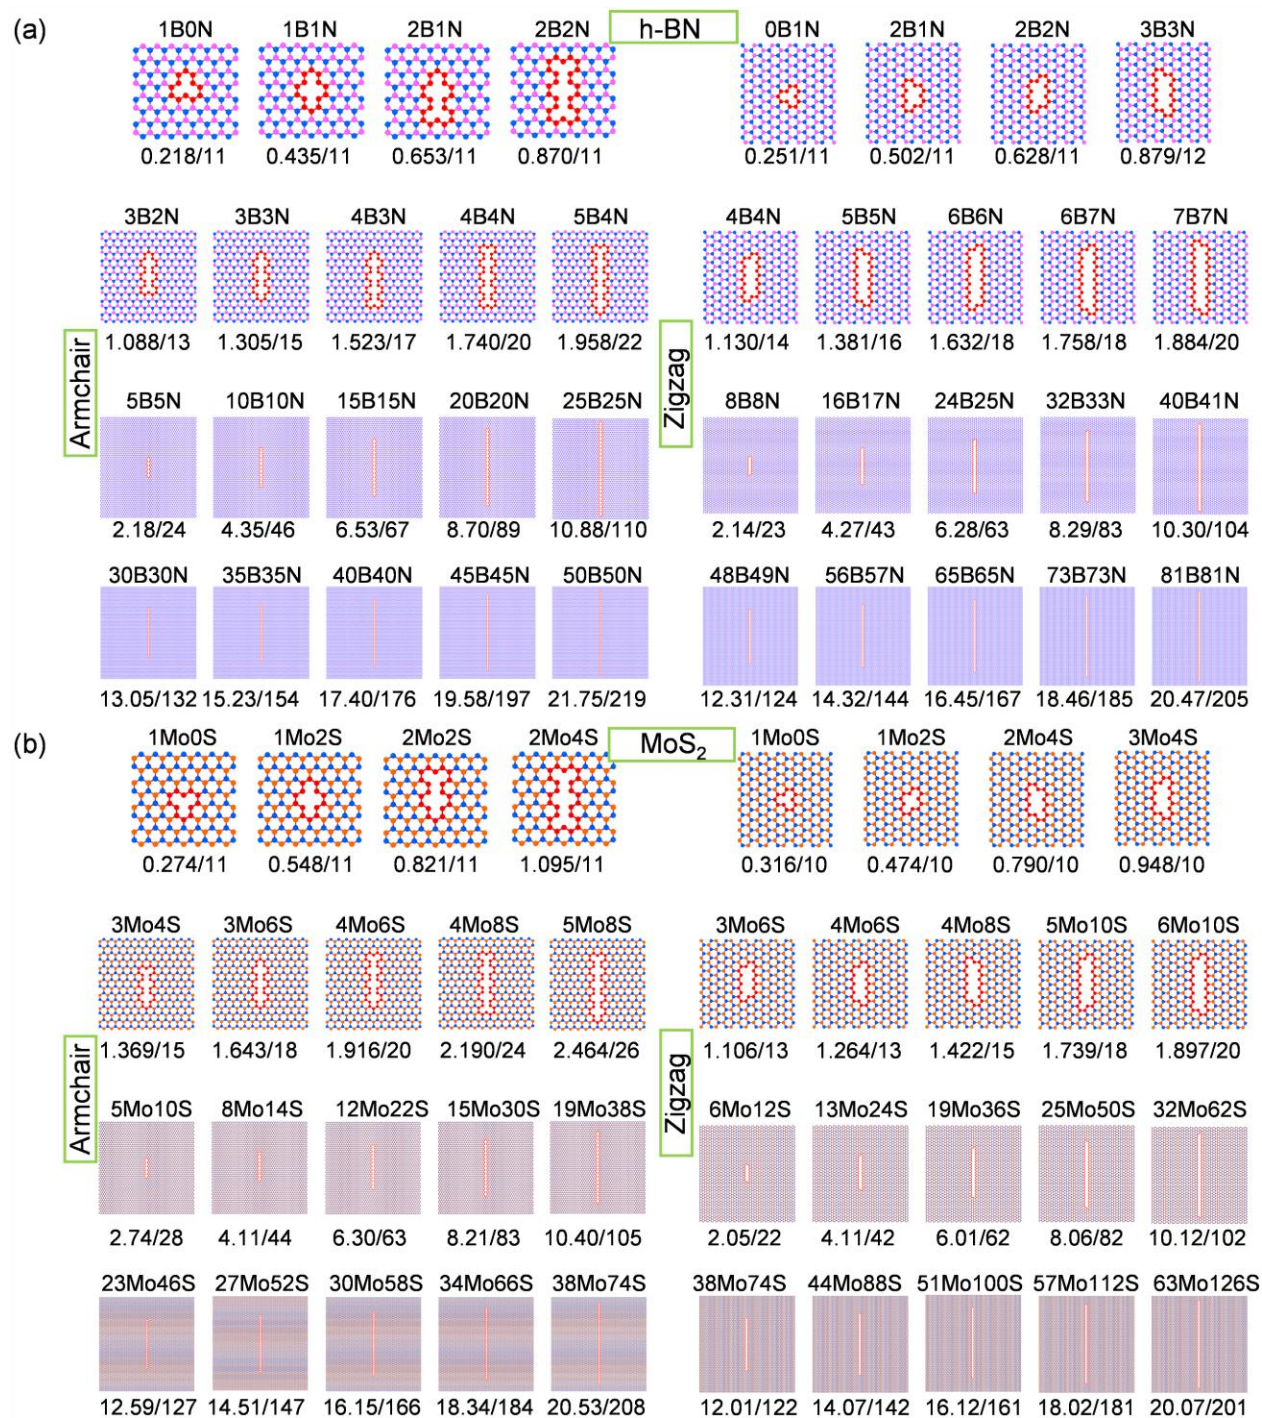 (a) 1B0N 1B1N 2B1N 2B2N h-BN 0B1N 2B1N 2B2N 3B3N
0.218/11 0.435/11 0.653/11 0.870/11 0.251/11 0.502/11 0.628/11 0.879/12
3B2N 3B3N 4B3N 4B4N 5B4N 4B4N 5B5N 6B6N 6B7N 7B7N
1.088/13 1.305/15 1.523/17 1.740/20 1.958/22 1.130/14 1.381/16 1.632/18 1.758/18 1.884/20
Armchair
Zigzag
5B5N 10B10N 15B15N 20B20N 25B25N 8B8N 16B17N 24B25N 32B33N 40B41N
2.18/24 4.35/46 6.53/67 8.70/89 10.88/110 2.14/23 4.27/43 6.28/63 8.29/83 10.30/104
30B30N 35B35N 40B40N 45B45N 50B50N 48B49N 56B57N 65B65N 73B73N 81B81N
13.05/132 15.23/154 17.40/176 19.58/197 21.75/219 12.31/124 14.32/144 16.45/167 18.46/185 20.47/205
(b) 1Mo0S 1Mo2S 2Mo2S 2Mo4S MoS₂ 1Mo0S 1Mo2S 2Mo4S 3Mo4S
0.274/11 0.548/11 0.821/11 1.095/11 0.316/10 0.474/10 0.790/10 0.948/10
3Mo4S 3Mo6S 4Mo6S 4Mo8S 5Mo8S 3Mo6S 4Mo6S 4Mo8S 5Mo10S 6Mo10S
1.369/15 1.643/18 1.916/20 2.190/24 2.464/26 1.106/13 1.264/13 1.422/15 1.739/18 1.897/20
Armchair
Zigzag
5Mo10S 8Mo14S 12Mo22S 15Mo30S 19Mo38S 6Mo12S 13Mo24S 19Mo36S 25Mo50S 32Mo62S
2.74/28 4.11/44 6.30/63 8.21/83 10.40/105 2.05/22 4.11/42 6.01/62 8.06/82 10.12/102
23Mo46S 27Mo52S 30Mo58S 34Mo66S 38Mo74S 38Mo74S 44Mo88S 51Mo100S 57Mo112S 63Mo126S
12.59/127 14.51/147 16.15/166 18.34/184 20.53/208 12.01/122 14.07/142 16.12/161 18.02/181 20.07/201